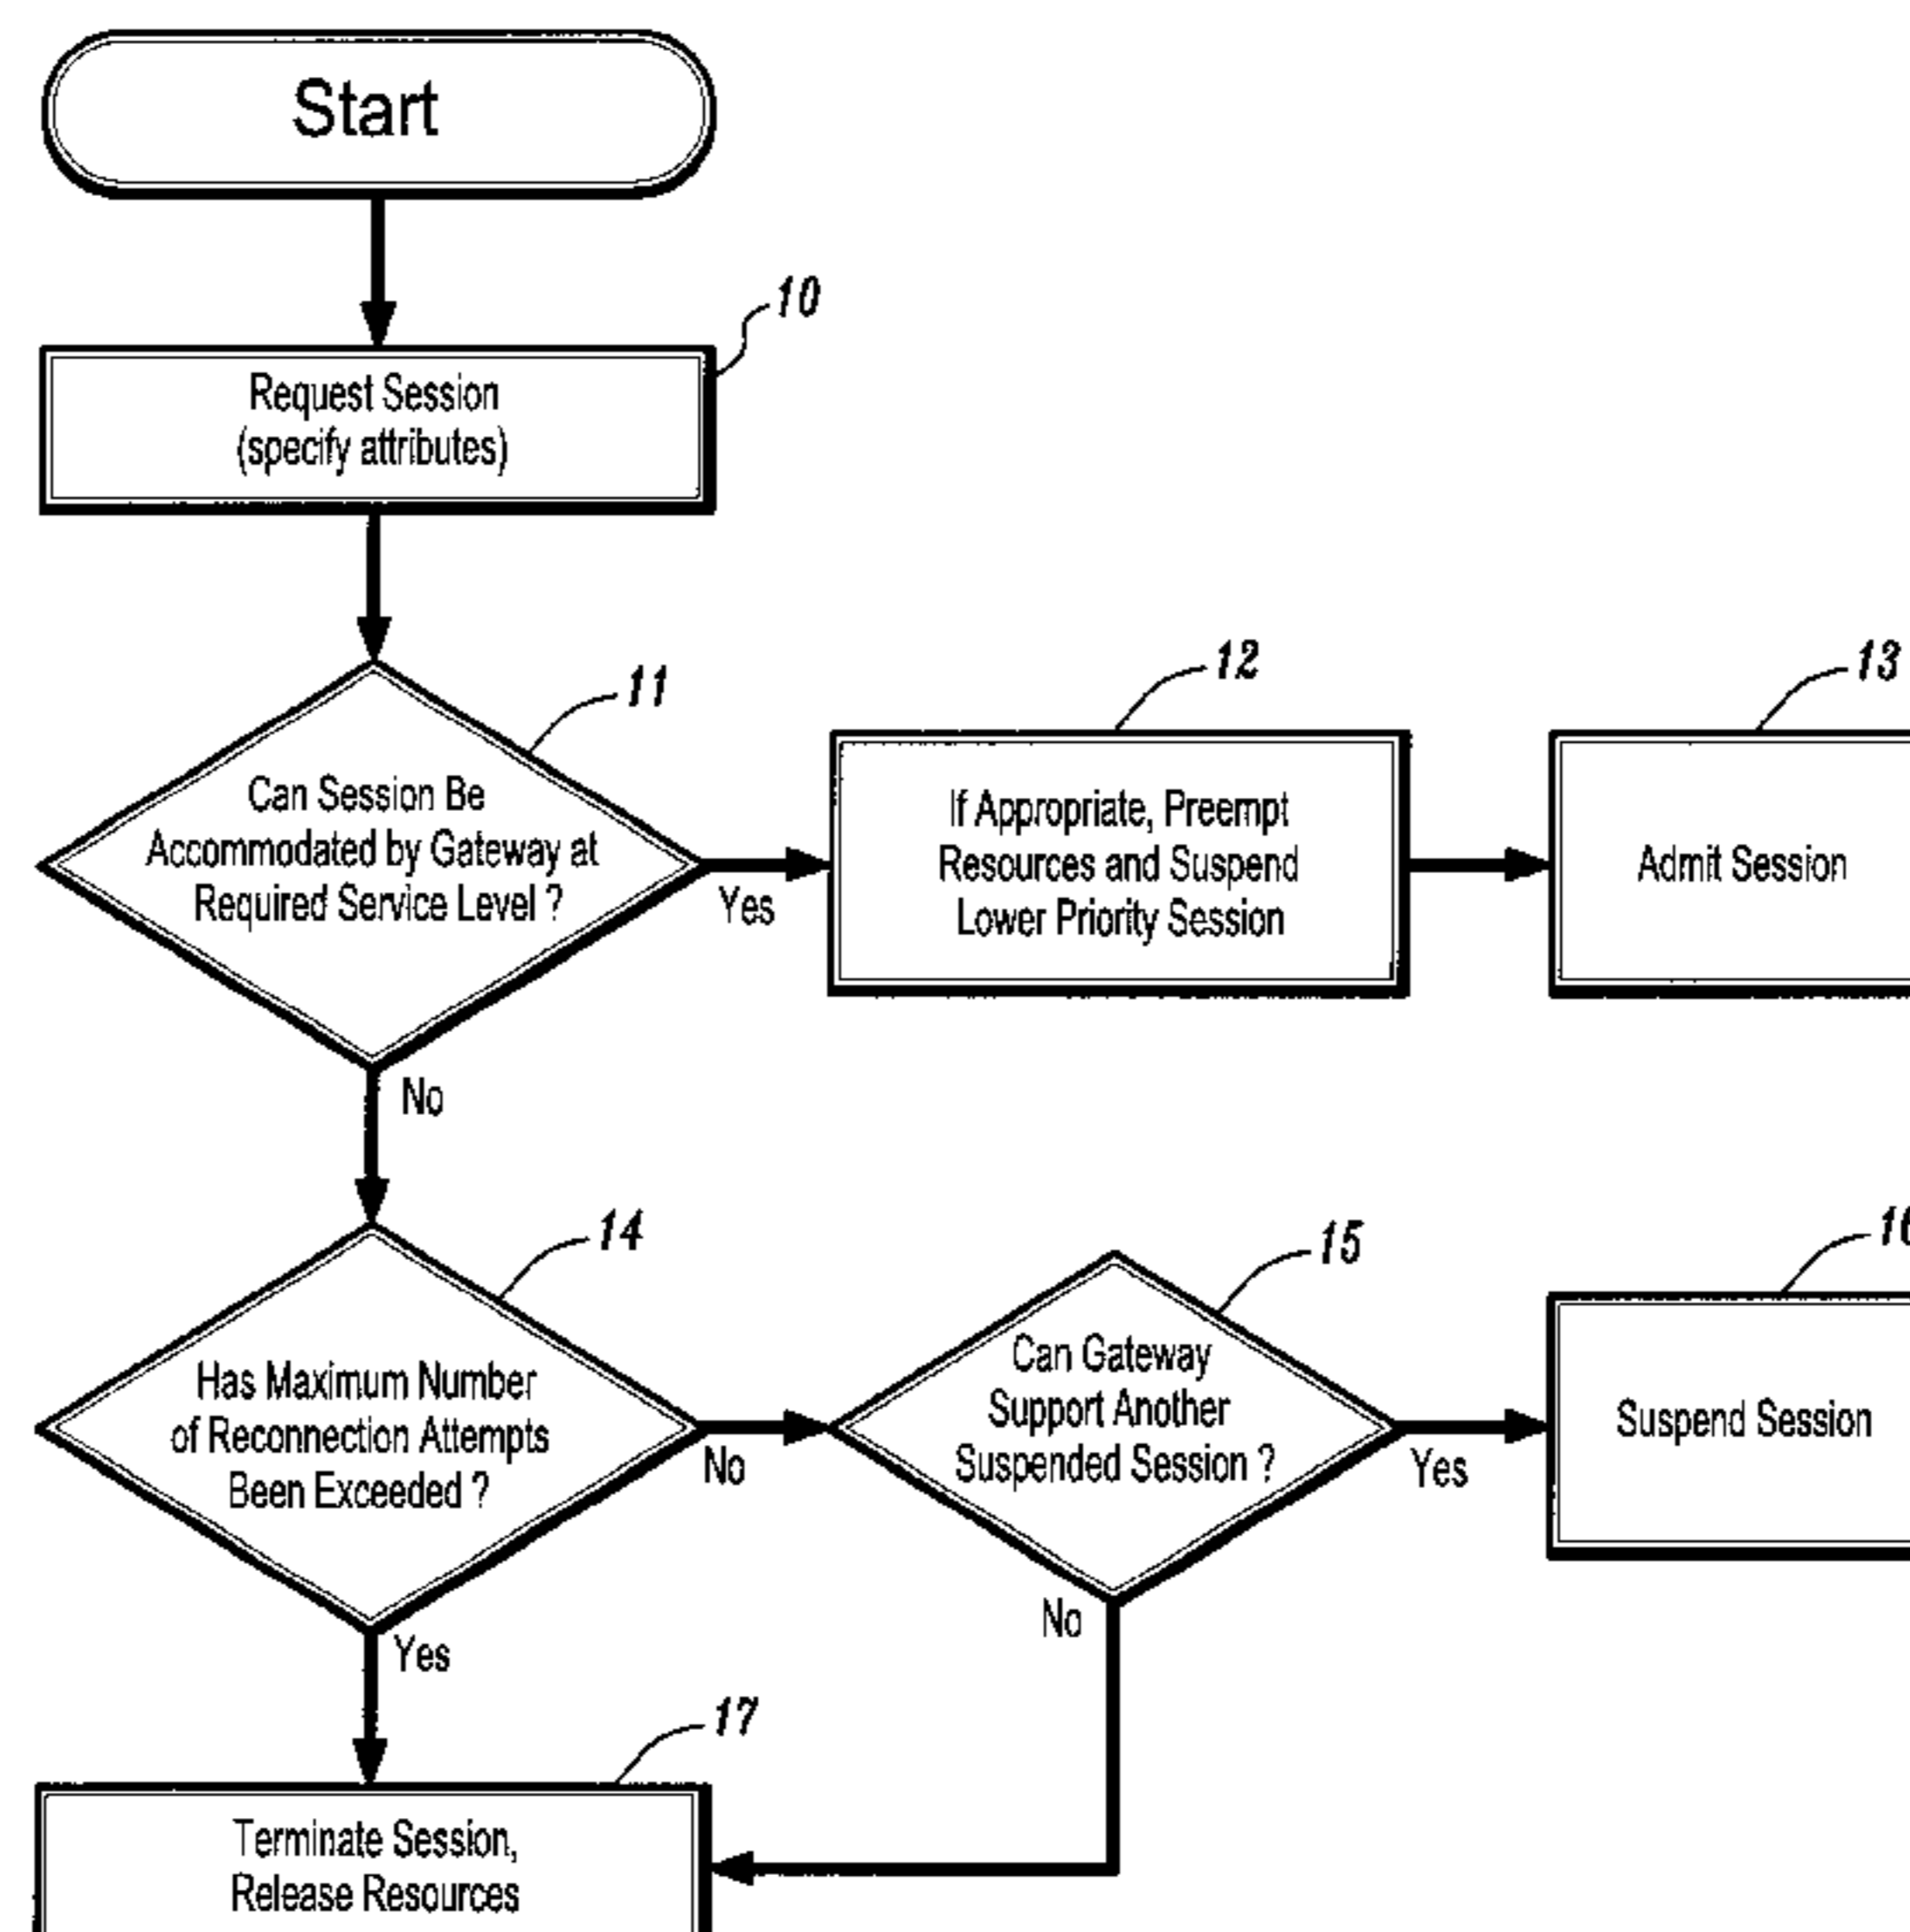 Start
10
Request Session
(specify attributes)
11
Can Session Be
Accommodated by Gateway at
Required Service Level ?
Yes
No
12
If Appropriate, Preempt
Resources and Suspend
Lower Priority Session
13
Admit Session
14
Has Maximum Number
of Reconnection Attempts
Been Exceeded ?
No
Yes
15
Can Gateway
Support Another
Suspended Session ?
Yes
No
Suspend Session
17
Terminate Session,
Release Resources